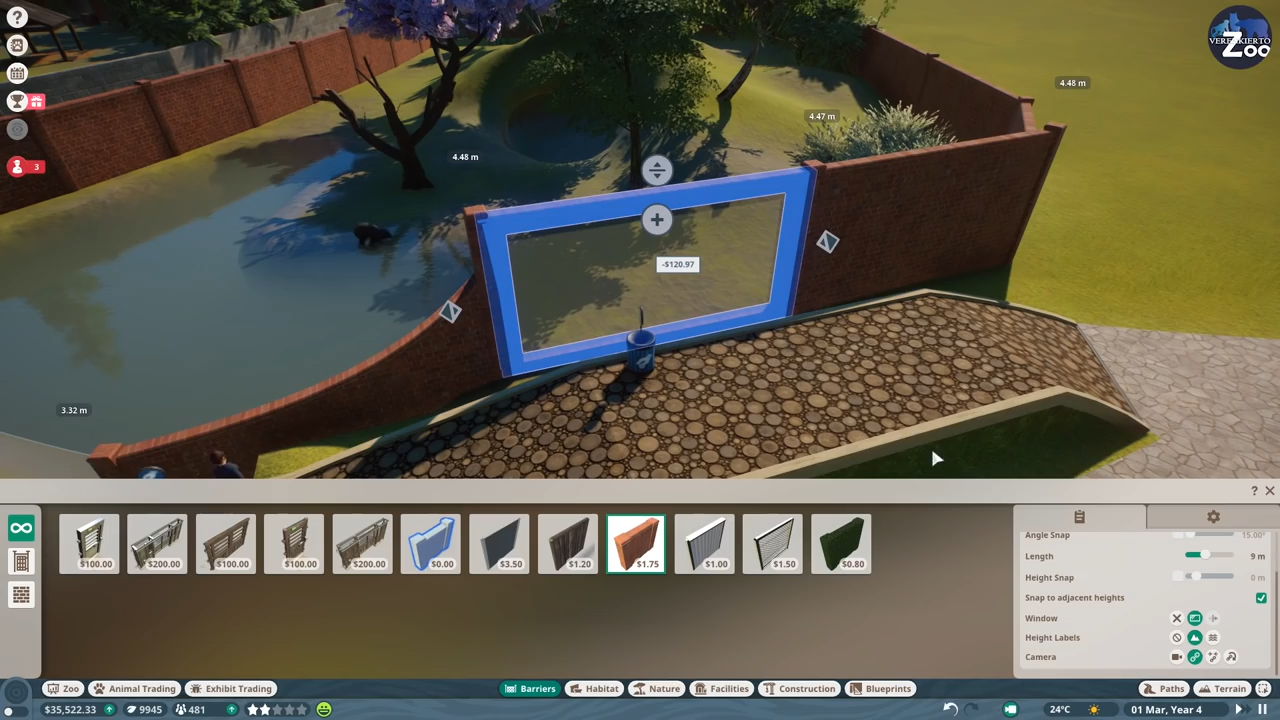 ?
VEREKKIERTO
Zoo
4.48 m
4.47 m
4.48 m
3
+
-$120.97
3.32 m
?
$100.00
$200.00
$100.00
$100.00
$200.00
$0.00
$3.50
$1.20
$1.75
$1.00
$1.50
$0.80
Angle Snap 15.00°
Length 9 m
Height Snap 0 m
Snap to adjacent heights
Window
Height Labels
Camera
Zoo
Animal Trading
Exhibit Trading
Barriers
Habitat
Nature
Facilities
Construction
Blueprints
Paths
Terrain
$35,522.33
9945
481
24°C
01 Mar, Year 4